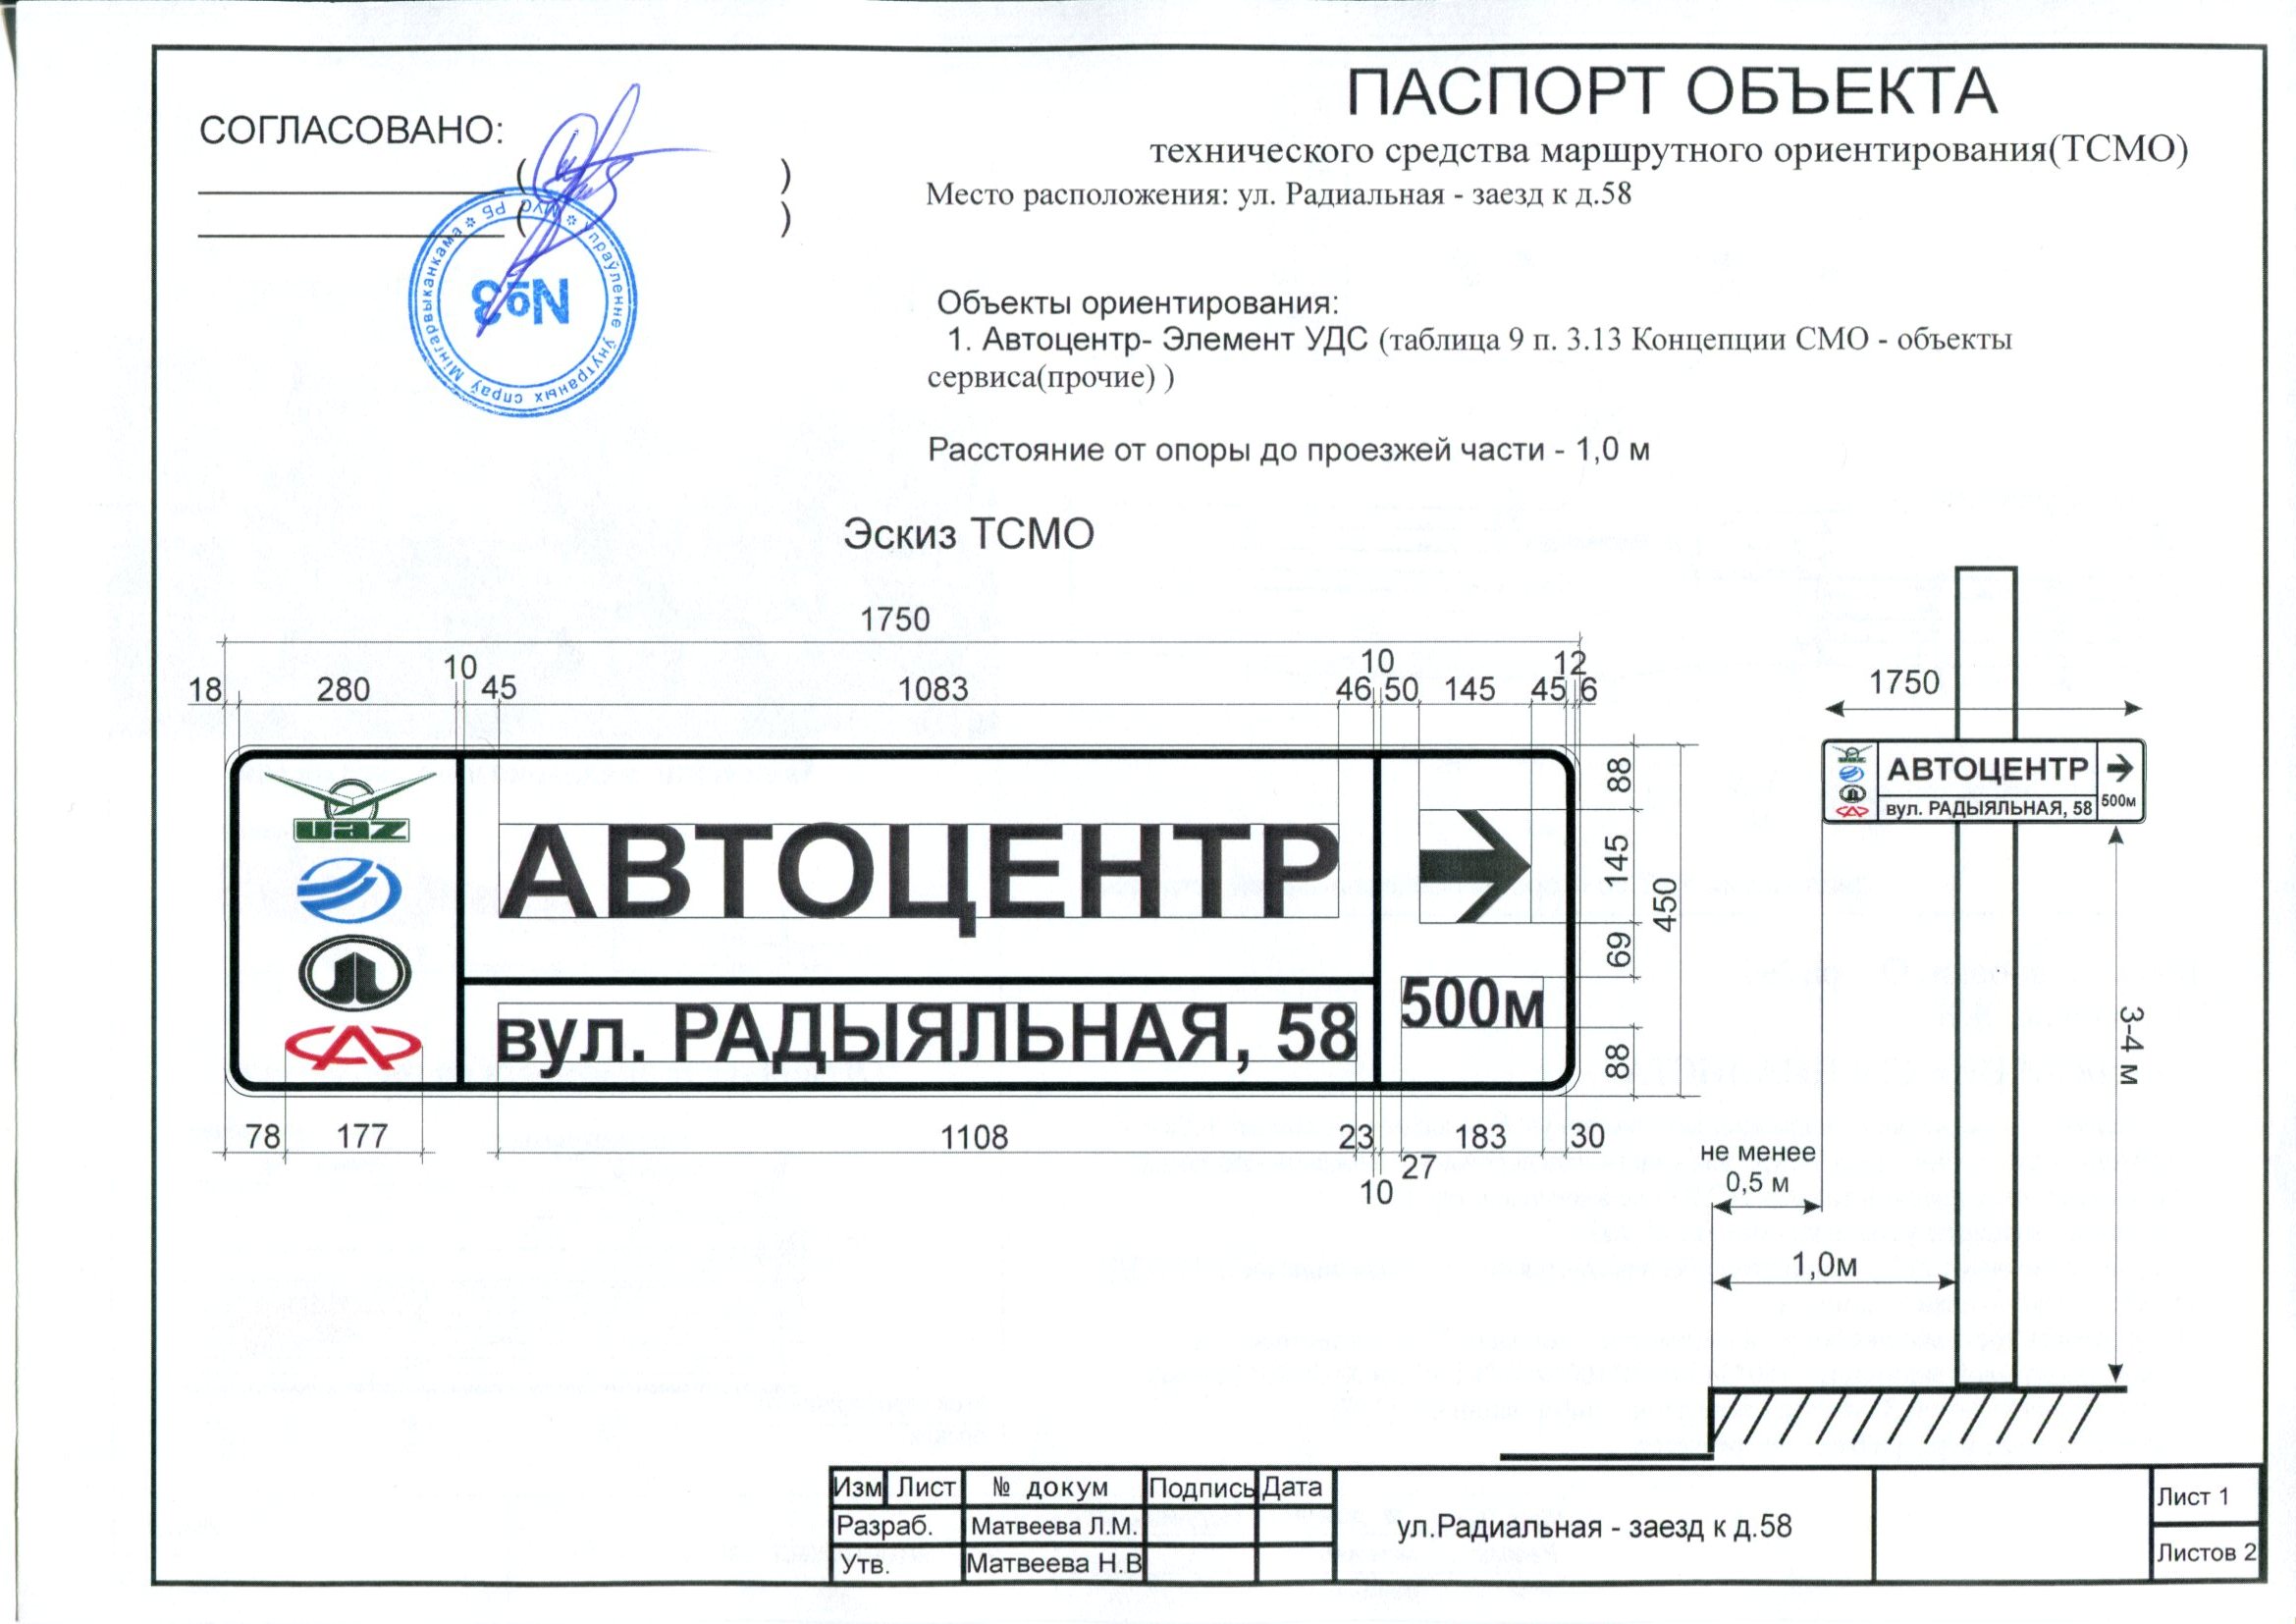 СОГЛАСОВАНО:
( )
( )
Упраўленне ўнутраных спраў Мінгарвыканкама * МУС РБ *
№3
ПАСПОРТ ОБЪЕКТА
технического средства маршрутного ориентирования(ТСМО)
Место расположения: ул. Радиальная - заезд к д.58
Объекты ориентирования:
1. Автоцентр- Элемент УДС (таблица 9 п. 3.13 Концепции СМО - объекты
сервиса(прочие) )
Расстояние от опоры до проезжей части - 1,0 м
Эскиз ТСМО
1750
10 10 12
18 280 45 1083 46 50 145 45 6
uaz
АВТОЦЕНТР
вул. РАДЫЯЛЬНАЯ, 58
500м
88
145
69
88
450
78 177 1108 23 183 30
27
10
1750
АВТОЦЕНТР
вул. РАДЫЯЛЬНАЯ, 58
500м
3-4 м
не менее
0,5 м
1,0м
Изм Лист № докум Подпись Дата
Разраб. Матвеева Л.М.
Утв. Матвеева Н.В
ул.Радиальная - заезд к д.58
Лист 1
Листов 2